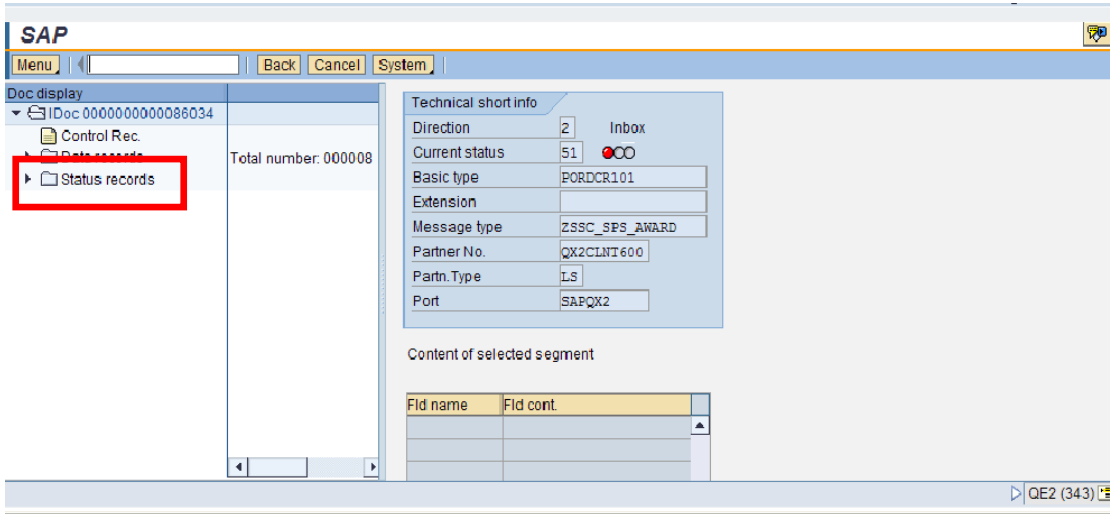 SAP
Menu Back Cancel System
Doc display
IDoc 0000000000086034
Control Rec.
Data records Total number: 000008
Status records
Technical short info
Direction 2 Inbox
Current status 51
Basic type PORDCR101
Extension
Message type ZSSC_SPS_AWARD
Partner No. QX2CLNT600
Partn.Type LS
Port SAPQX2
Content of selected segment
Fld name Fld cont.
QE2 (343)